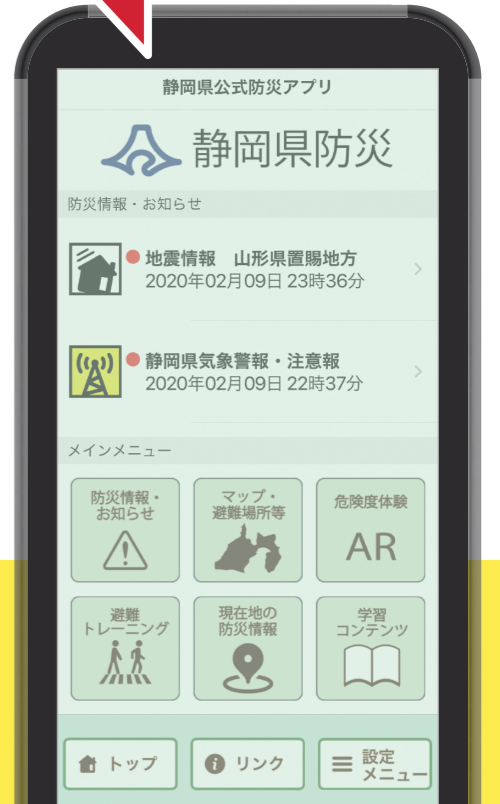 静岡県公式防災アプリ
静岡県防災
防災情報・お知らせ
地震情報　山形県置賜地方
2020年02月09日 23時36分
静岡県気象警報・注意報
2020年02月09日 22時37分
メインメニュー
防災情報・
お知らせ
マップ・
避難場所等
危険度体験
AR
避難
トレーニング
現在地の
防災情報
学習
コンテンツ
トップ
リンク
設定
メニュー